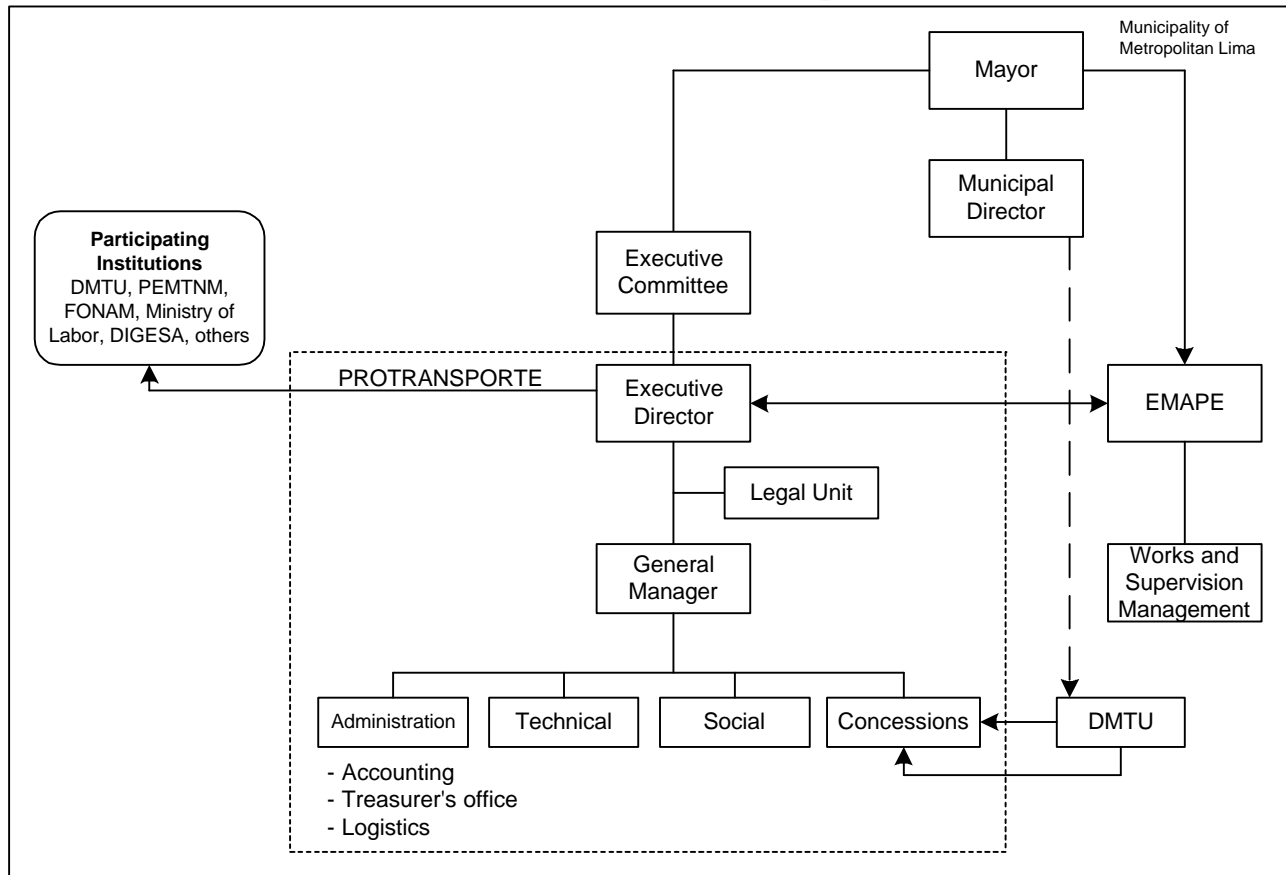 Municipality of
Metropolitan Lima
Mayor
Municipal
Director
Participating
Institutions
DMTU, PEMTNM,
FONAM, Ministry of
Labor, DIGESA, others
Executive
Committee
PROTRANSPORTE
Executive
Director
EMAPE
Legal Unit
General
Manager
Works and
Supervision
Management
Administration
Technical
Social
Concessions
DMTU
- Accounting
- Treasurer's office
- Logistics